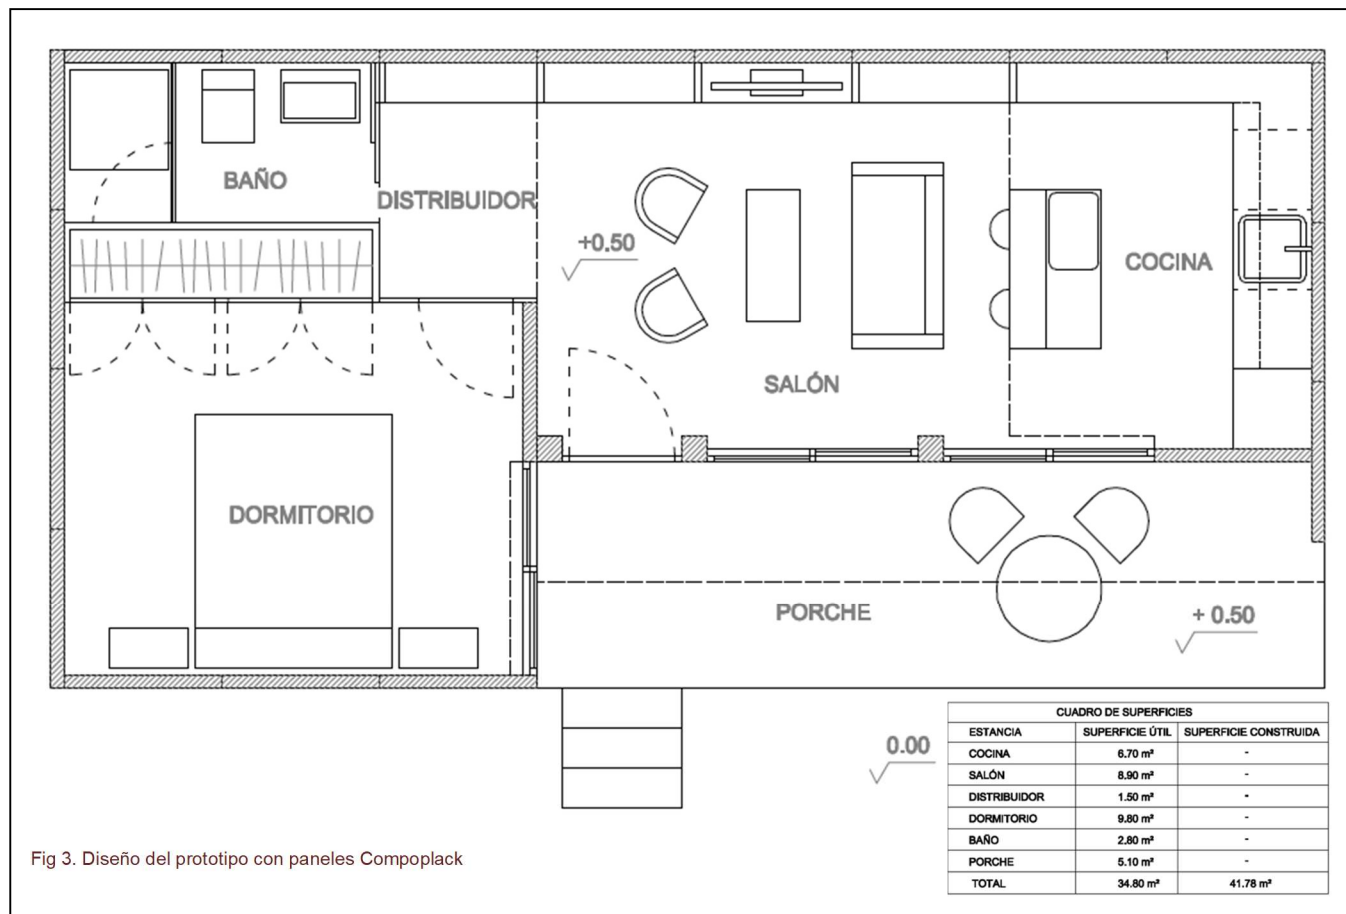 BAÑO
DISTRIBUIDOR
+0.50
COCINA
SALÓN
DORMITORIO
PORCHE
+ 0.50
0.00
CUADRO DE SUPERFICIES
ESTANCIA SUPERFICIE ÚTIL SUPERFICIE CONSTRUIDA
COCINA 6.70 m² -
SALÓN 8.90 m² -
DISTRIBUIDOR 1.50 m² -
DORMITORIO 9.80 m² -
BAÑO 2.80 m² -
PORCHE 5.10 m² -
TOTAL 34.80 m² 41.78 m²
Fig 3. Diseño del prototipo con paneles Compoplack